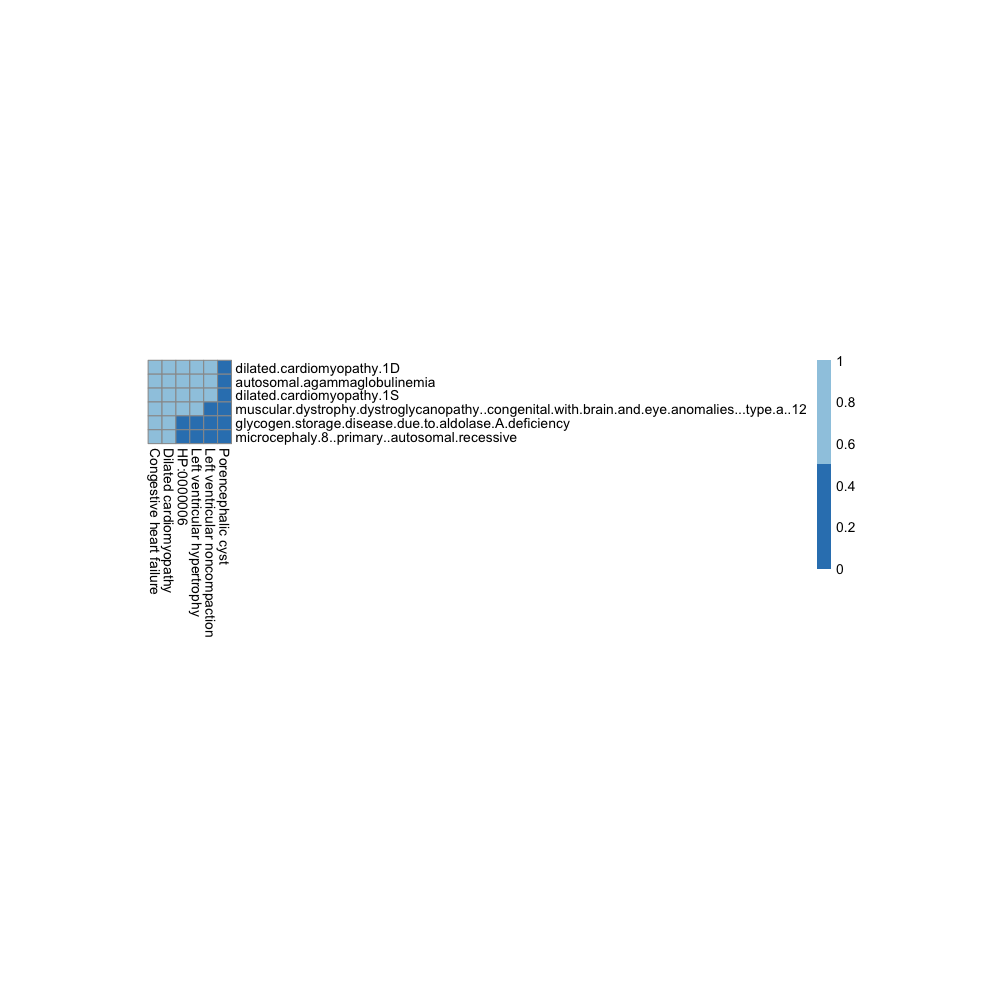 dilated.cardiomyopathy.1D
autosomal.agammaglobulinemia
dilated.cardiomyopathy.1S
muscular.dystrophy.dystroglycanopathy..congenital.with.brain.and.eye.anomalies...type.a..12
glycogen.storage.disease.due.to.aldolase.A.deficiency
microcephaly.8..primary..autosomal.recessive
Congestive heart failure
Dilated cardiomyopathy
HP:0000006
Left ventricular hypertrophy
Left ventricular noncompaction
Porencephalic cyst
1
0.8
0.6
0.4
0.2
0